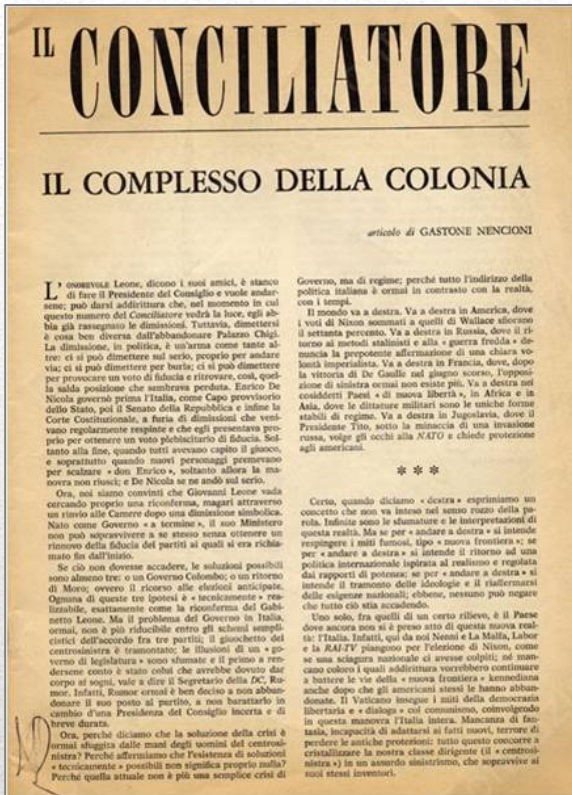 IL
CONCILIATORE
IL COMPLESSO DELLA COLONIA
articolo di GASTONE NENCIONI
L' ONOREVOLE Leone, dicono i suoi amici, è stanco
di fare il Presidente del Consiglio e vuole andar-
sene; può darsi addirittura che, nel momento in cui
questo numero del Conciliatore vedrà la luce, egli ab-
bia già rassegnato le dimissioni. Tuttavia, dimettersi
è cosa ben diversa dall'abbandonare Palazzo Chigi.
La dimissione, in politica, è un'arma come tante al-
tre: ci si può dimettere sul serio, proprio per andare
via; ci si può dimettere per burla; ci si può dimettere
per provocare un voto di fiducia e ritrovare, così, quel-
la salda posizione che sembrava perduta. Enrico De
Nicola governò prima l'Italia, come Capo provvisorio
dello Stato, poi il Senato della Repubblica e infine la
Corte Costituzionale, a furia di dimissioni che veni-
vano regolarmente respinte e che egli presentava pro-
prio per ottenere un voto plebiscitario di fiducia. Sol-
tanto alla fine, quando tutti avevano capito il giuoco,
e soprattutto quando nuovi personaggi premevano
per scalzare « don Enrico », soltanto allora la ma-
novra non riuscì; e De Nicola se ne andò sul serio.
Ora, noi siamo convinti che Giovanni Leone vada
cercando proprio una riconferma, magari attraverso
un rinvio alle Camere dopo una dimissione simbolica.
Nato come Governo « a termine », il suo Ministero
non può sopravvivere a se stesso senza ottenere un
rinnovo della fiducia dei partiti ai quali si era richia-
mato fin dall'inizio.
Se ciò non dovesse accadere, le soluzioni possibili
sono almeno tre: o un Governo Colombo; o un ritorno
di Moro; ovvero il ricorso alle elezioni anticipate.
Ognuna di queste tre ipotesi è « tecnicamente » rea-
lizzabile, esattamente come la riconferma del Gabi-
netto Leone. Ma il problema del Governo in Italia,
ormai, non è più riducibile entro gli schemi sempli-
cistici dell'accordo fra tre partiti; il giuochetto del
centrosinistra è tramontato; le illusioni di un « go-
verno di legislatura » sono sfumate e il primo a ren-
dersene conto è stato colui che avrebbe dovuto dar
corpo ai sogni, vale a dire il Segretario della DC, Ru-
mor. Infatti, Rumor ormai è ben deciso a non abban-
donare il suo posto al partito, a non barattarlo in
cambio d'una Presidenza del Consiglio incerta e di
breve durata.
Ora, perché diciamo che la soluzione della crisi è
ormai sfuggita dalle mani degli uomini del centrosi-
nistra? Perché affermiamo che l'esistenza di soluzioni
« tecnicamente » possibili non significa proprio nulla?
Perché quella attuale non è più una semplice crisi di
Governo, ma di regime; perché tutto l'indirizzo della
politica italiana è ormai in contrasto con la realtà,
con i tempi.
Il mondo va a destra. Va a destra in America, dove
i voti di Nixon sommati a quelli di Wallace sfiorano
il settanta percento. Va a destra in Russia, dove il ri-
torno ai metodi stalinisti e alla « guerra fredda » de-
nuncia la prepotente affermazione di una chiara vo-
lontà imperialista. Va a destra in Francia, dove, dopo
la vittoria di De Gaulle nel giugno scorso, l'opposi-
zione di sinistra ormai non esiste più. Va a destra nei
cosiddetti Paesi « di nuova libertà », in Africa e in
Asia, dove le dittature militari sono le uniche forme
stabili di regime. Va a destra in Jugoslavia, dove il
Presidente Tito, sotto la minaccia di una invasione
russa, volge gli occhi alla NATO e chiede protezione
agli americani.
* * *
Certo, quando diciamo « destra » esprimiamo un
concetto che non va inteso nel senso rozzo della pa-
rola. Infinite sono le sfumature e le interpretazioni di
questa realtà. Ma se per « andare a destra » si intende
respingere i miti fumosi, tipo « nuova frontiera »; se
per « andare a destra » si intende il ritorno ad una
politica internazionale ispirata al realismo e regolata
dai rapporti di potenza; se per « andare a destra » si
intende il tramonto delle ideologie e il riaffermarsi
delle esigenze nazionali; ebbene, nessuno può negare
che tutto ciò stia accadendo.
Uno solo, fra quelli di un certo rilievo, è il Paese
dove ancora non si è preso atto di questa nuova real-
tà: l'Italia. Infatti, qui da noi Nenni e La Malfa, Labor
e la RAI-TV piangono per l'elezione di Nixon, come
se una sciagura nazionale ci avesse colpiti; né man-
cano coloro i quali addirittura vorrebbero continuare
a battere le vie della « nuova frontiera » kennediana
anche dopo che gli americani stessi le hanno abban-
donate. Il Vaticano insegue i miti della democrazia
libertaria e « dialoga » col comunismo, coinvolgendo
in questa manovra l'Italia intera. Mancanza di fan-
tasia, incapacità di adattarsi ai fatti nuovi, terrore di
perdere le antiche protezioni: tutto questo concorre a
cristallizzare la nostra classe dirigente (il « centrosi-
nistra ») in un assurdo sinistrismo, che sopravvive ai
suoi stessi inventori.